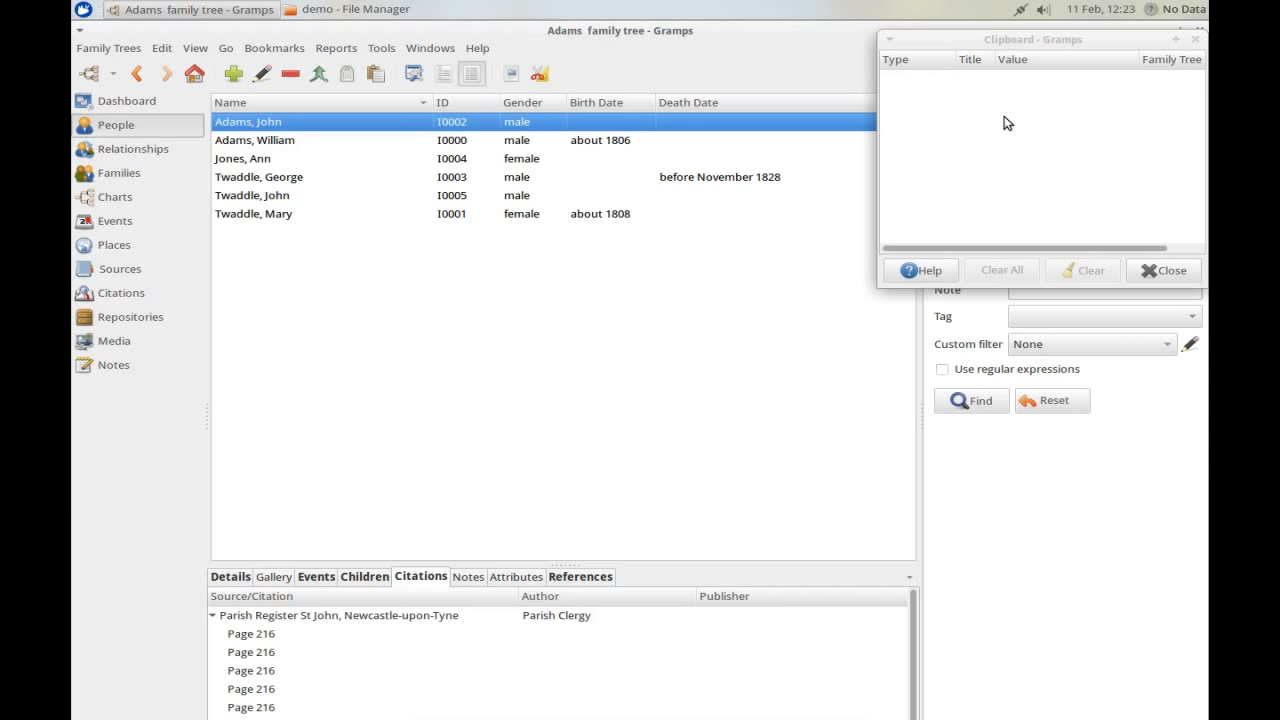 Adams family tree - Gramps
demo - File Manager
11 Feb, 12:23
No Data
Adams family tree - Gramps
Family Trees Edit View Go Bookmarks Reports Tools Windows Help
Clipboard - Gramps
Type Title Value Family Tree
Help Clear All Clear Close
Dashboard
People
Relationships
Families
Charts
Events
Places
Sources
Citations
Repositories
Media
Notes
Name ID Gender Birth Date Death Date
Adams, John I0002 male
Adams, William I0000 male about 1806
Jones, Ann I0004 female
Twaddle, George I0003 male before November 1828
Twaddle, John I0005 male
Twaddle, Mary I0001 female about 1808
Note
Tag
Custom filter None
Use regular expressions
Find Reset
Details Gallery Events Children Citations Notes Attributes References
Source/Citation Author Publisher
Parish Register St John, Newcastle-upon-Tyne Parish Clergy
Page 216
Page 216
Page 216
Page 216
Page 216